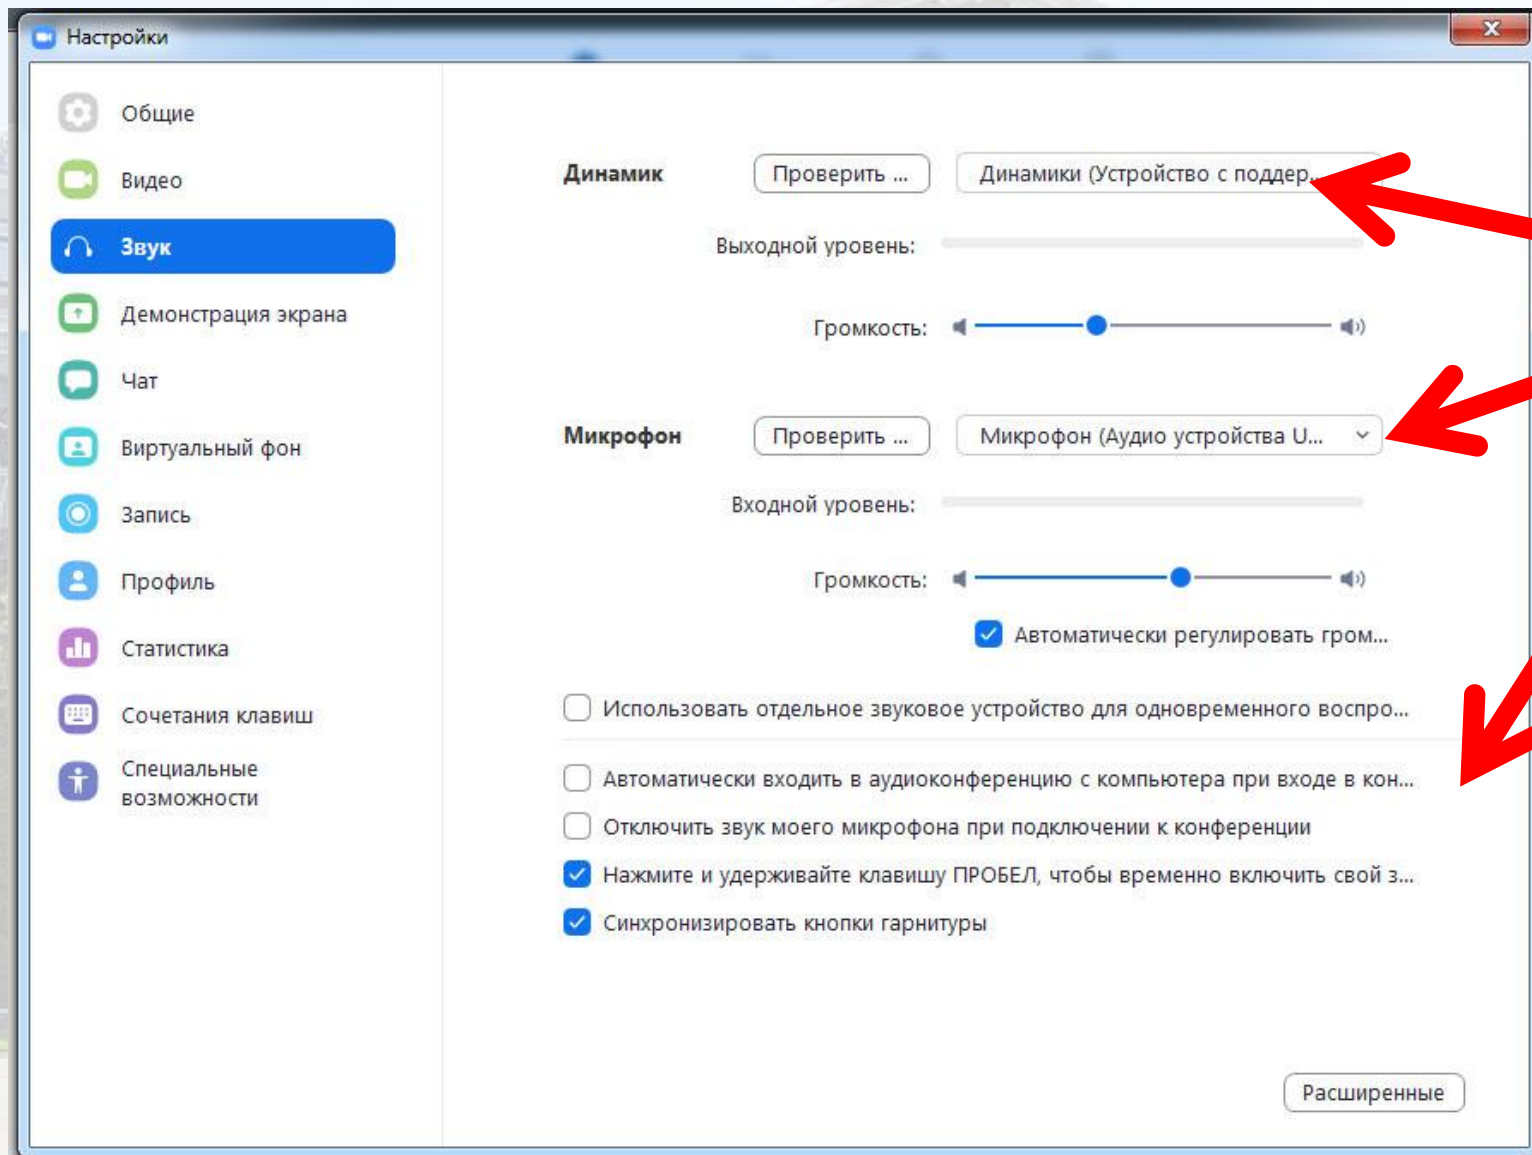 Настройки
Общие
Видео
Звук
Демонстрация экрана
Чат
Виртуальный фон
Запись
Профиль
Статистика
Сочетания клавиш
Специальные
возможности
Динамик
Проверить ...
Динамики (Устройство с поддер...
Выходной уровень:
Громкость:
Микрофон
Проверить ...
Микрофон (Аудио устройства U...
Входной уровень:
Громкость:
Автоматически регулировать гром...
Использовать отдельное звуковое устройство для одновременного воспро...
Автоматически входить в аудиоконференцию с компьютера при входе в кон...
Отключить звук моего микрофона при подключении к конференции
Нажмите и удерживайте клавишу ПРОБЕЛ, чтобы временно включить свой з...
Синхронизировать кнопки гарнитуры
Расширенные